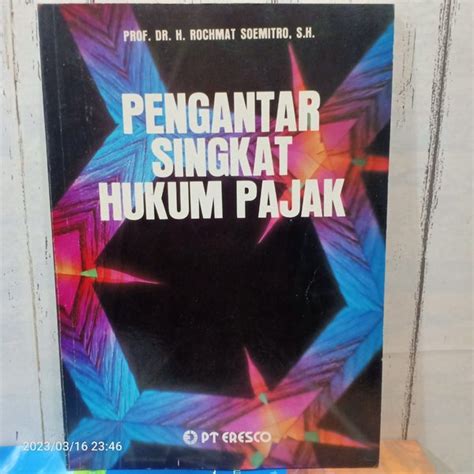 PROF. DR. H. ROCHMAT SOEMITRO, S.H.
PENGANTAR
SINGKAT
HUKUM PAJAK
PT ERESCO
2023/03/16 23:46